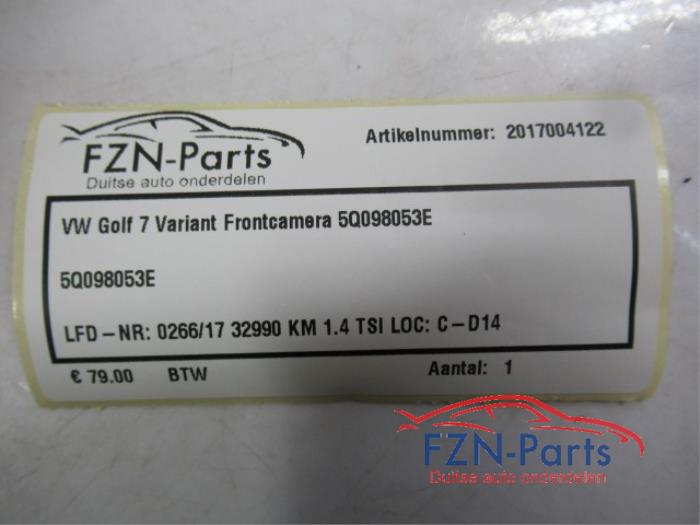 FZN-Parts
Duitse auto onderdelen
Artikelnummer: 2017004122
VW Golf 7 Variant Frontcamera 5Q098053E
5Q098053E
LFD-NR: 0266/17 32990 KM 1.4 TSI LOC: C-D14
€ 79.00 BTW Aantal: 1
FZN-Parts
Duitse auto onderdelen